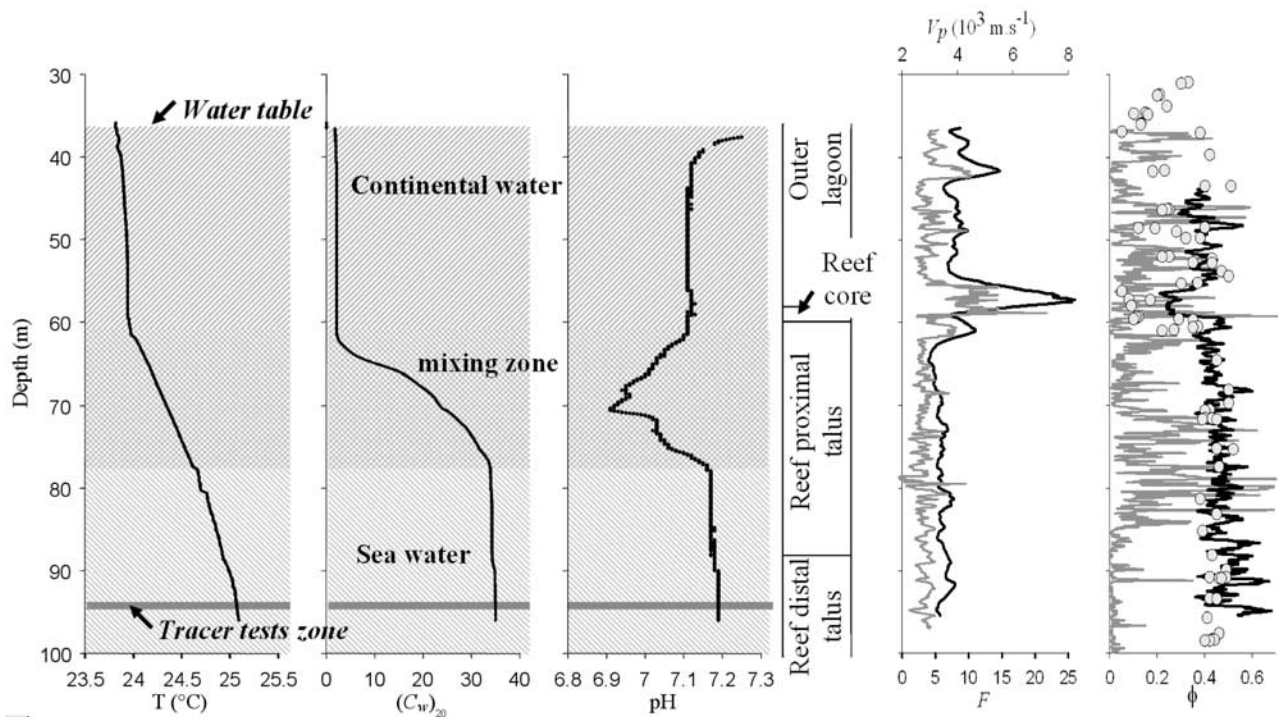 V_p (10³ m.s⁻¹)
2 4 6 8
30
40
50
60
70
80
90
100
Depth (m)
Water table
Continental water
mixing zone
Sea water
Tracer tests zone
Outer
lagoon
Reef
core
Reef proximal
talus
Reef distal
talus
23.5 24 24.5 25 25.5
T (°C)
0 10 20 30 40
(C_w)₂₀
6.8 6.9 7 7.1 7.2 7.3
pH
0 5 10 15 20 25
F
0 0.2 0.4 0.6
ϕ